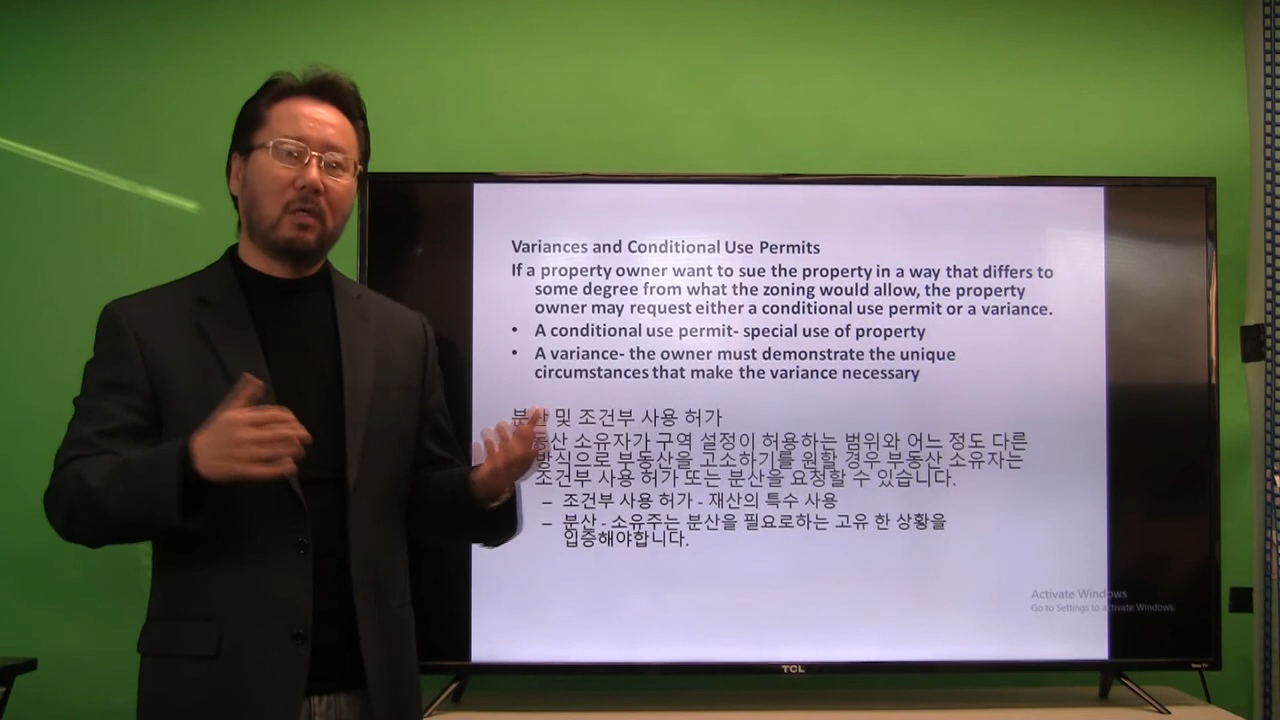 Variances and Conditional Use Permits
If a property owner want to sue the property in a way that differs to
some degree from what the zoning would allow, the property
owner may request either a conditional use permit or a variance.
• A conditional use permit- special use of property
• A variance- the owner must demonstrate the unique
circumstances that make the variance necessary
분산 및 조건부 사용 허가
소유자가 구역 설정이 허용하는 범위와 어느 정도 다른
방식으로 부동산을 고소하기를 원할 경우 부동산 소유자는
조건부 사용 허가 또는 분산을 요청할 수 있습니다.
– 조건부 사용 허가 - 재산의 특수 사용
– 분산 - 소유주는 분산을 필요로하는 고유 한 상황을
입증해야합니다.
Activate Windows
Go to Settings to activate Windows.
TCL
Roku TV